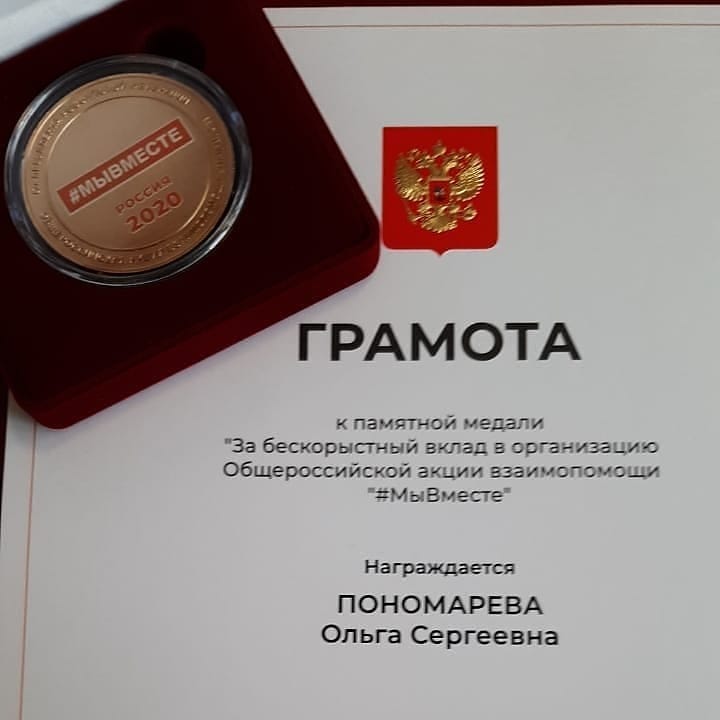 #МЫВМЕСТЕ
РОССИЯ
2020
ГРАМОТА
к памятной медали
"За бескорыстный вклад в организацию
Общероссийской акции взаимопомощи
"#МыВместе"
Награждается
ПОНОМАРЕВА
Ольга Сергеевна